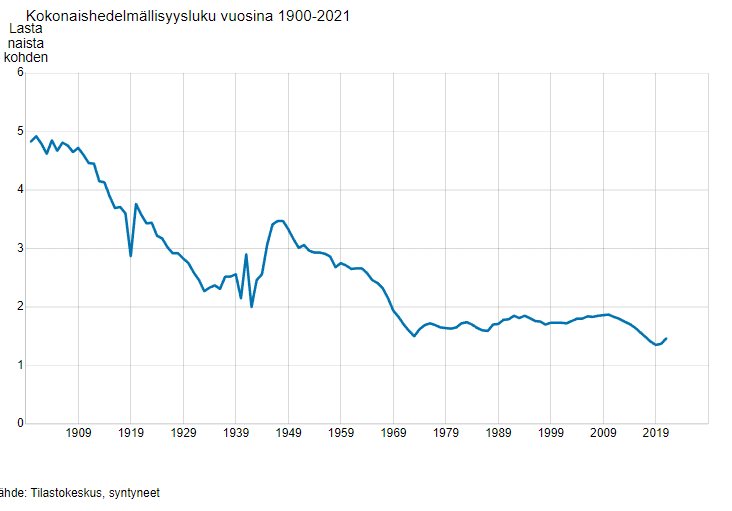 Kokonaishedelmällisyysluku vuosina 1900-2021
Lasta
naista
kohden
6
5
4
3
2
1
0
1909 1919 1929 1939 1949 1959 1969 1979 1989 1999 2009 2019
ähde: Tilastokeskus, syntyneet